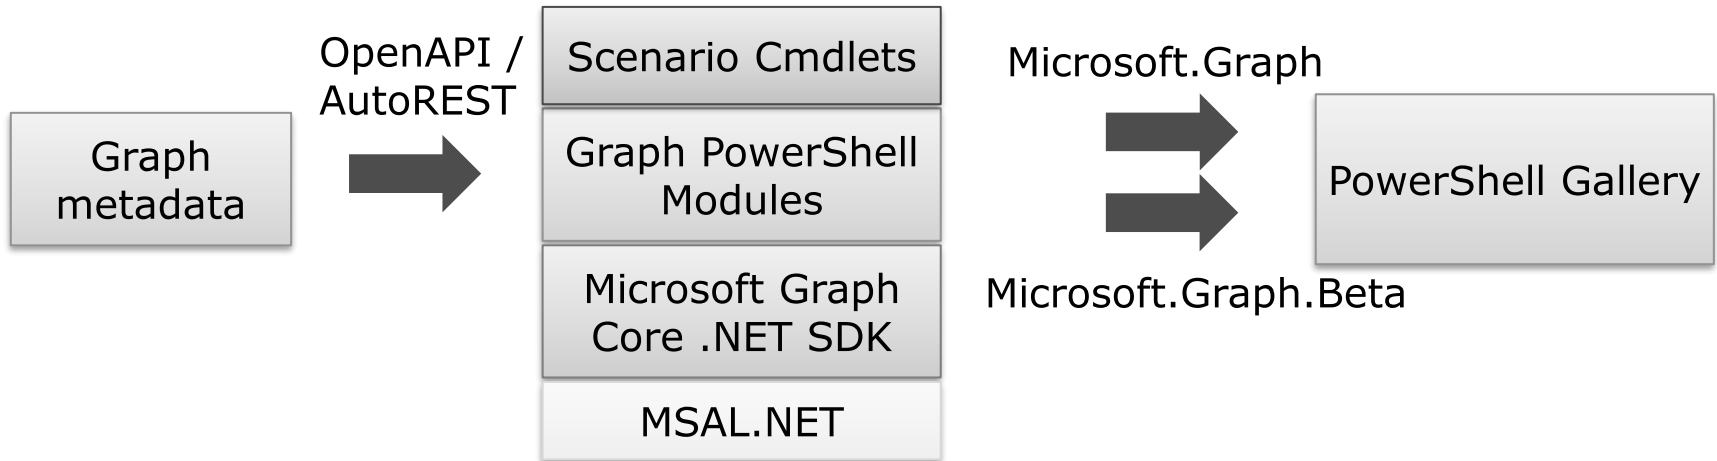 Graph
metadata
OpenAPI /
AutoREST
Scenario Cmdlets
Graph PowerShell
Modules
Microsoft Graph
Core .NET SDK
MSAL.NET
Microsoft.Graph
Microsoft.Graph.Beta
PowerShell Gallery